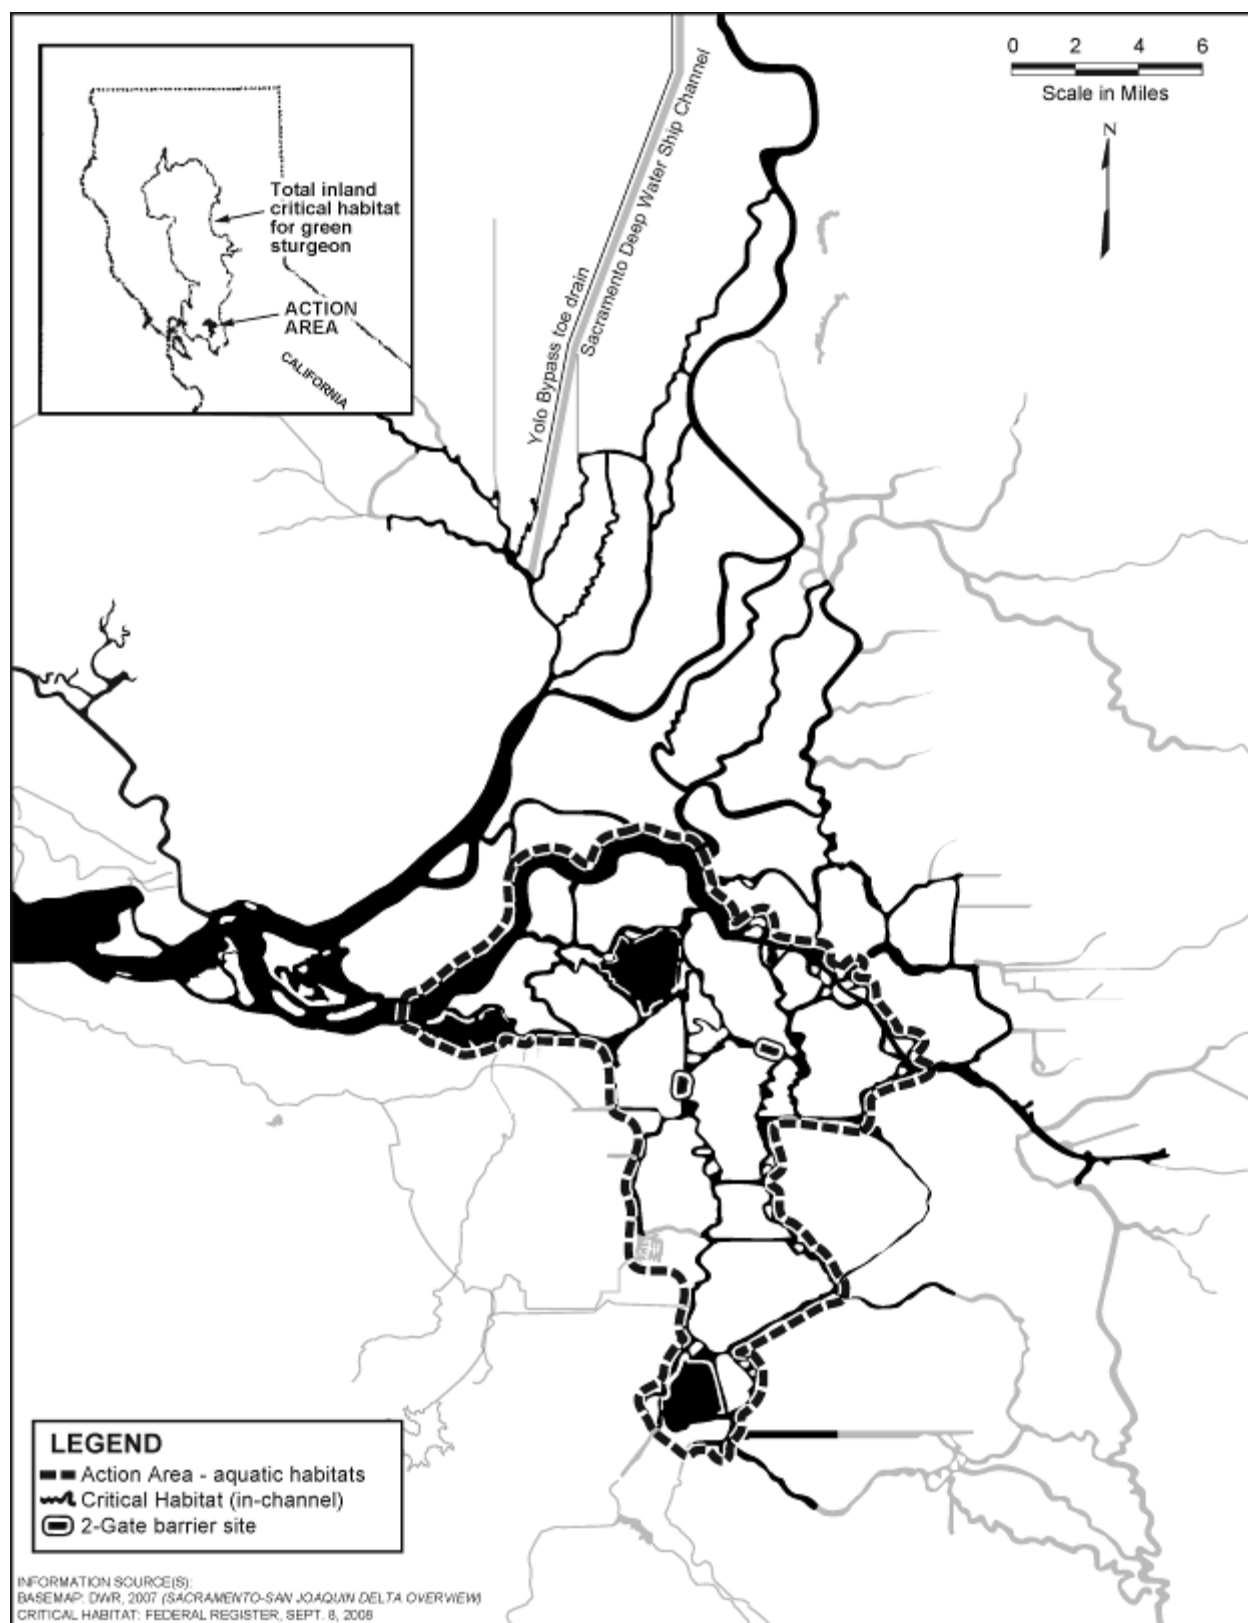 0 2 4 6
Scale in Miles
N
Total inland
critical habitat
for green
sturgeon
ACTION
AREA
CALIFORNIA
Yolo Bypass toe drain
Sacramento Deep Water Ship Channel
LEGEND
Action Area - aquatic habitats
Critical Habitat (in-channel)
2-Gate barrier site
INFORMATION SOURCE(S):
BASEMAP: DWR, 2007 (SACRAMENTO-SAN JOAQUIN DELTA OVERVIEW)
CRITICAL HABITAT: FEDERAL REGISTER, SEPT. 8, 2008